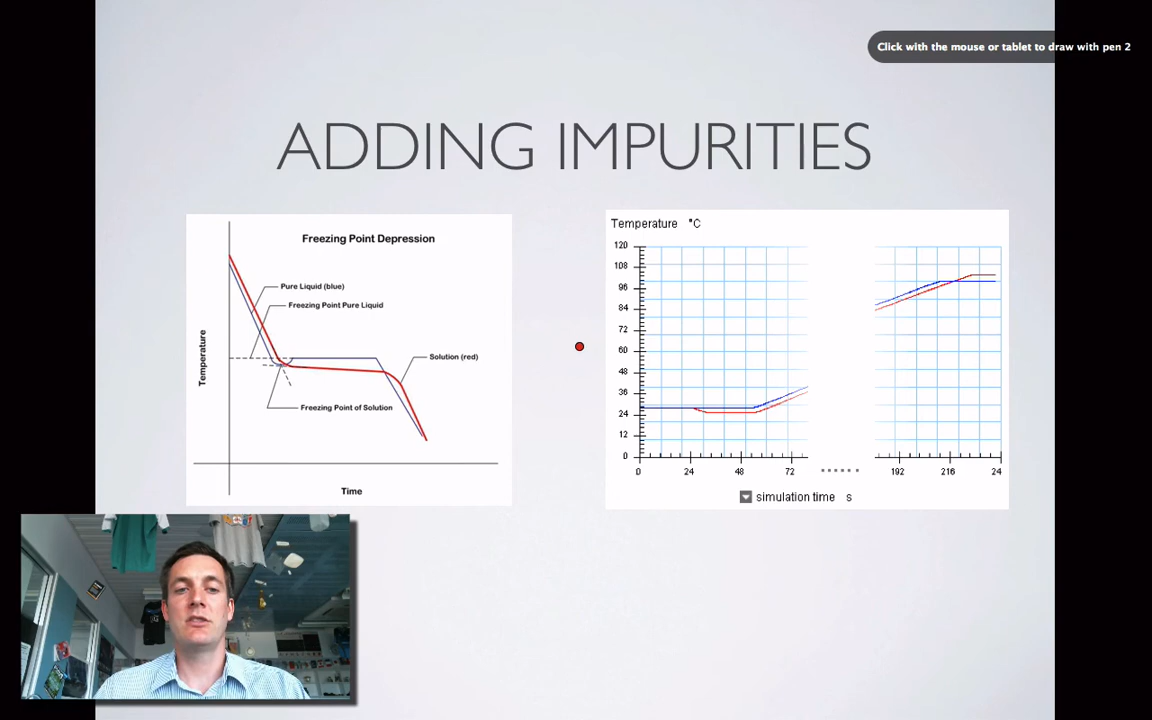 Click with the mouse or tablet to draw with pen 2
ADDING IMPURITIES
Freezing Point Depression
Pure Liquid (blue)
Freezing Point Pure Liquid
Temperature
Solution (red)
Freezing Point of Solution
Time
Temperature °C
120
108
96
84
72
60
48
36
24
12
0
0 24 48 72 192 216 24
simulation time s